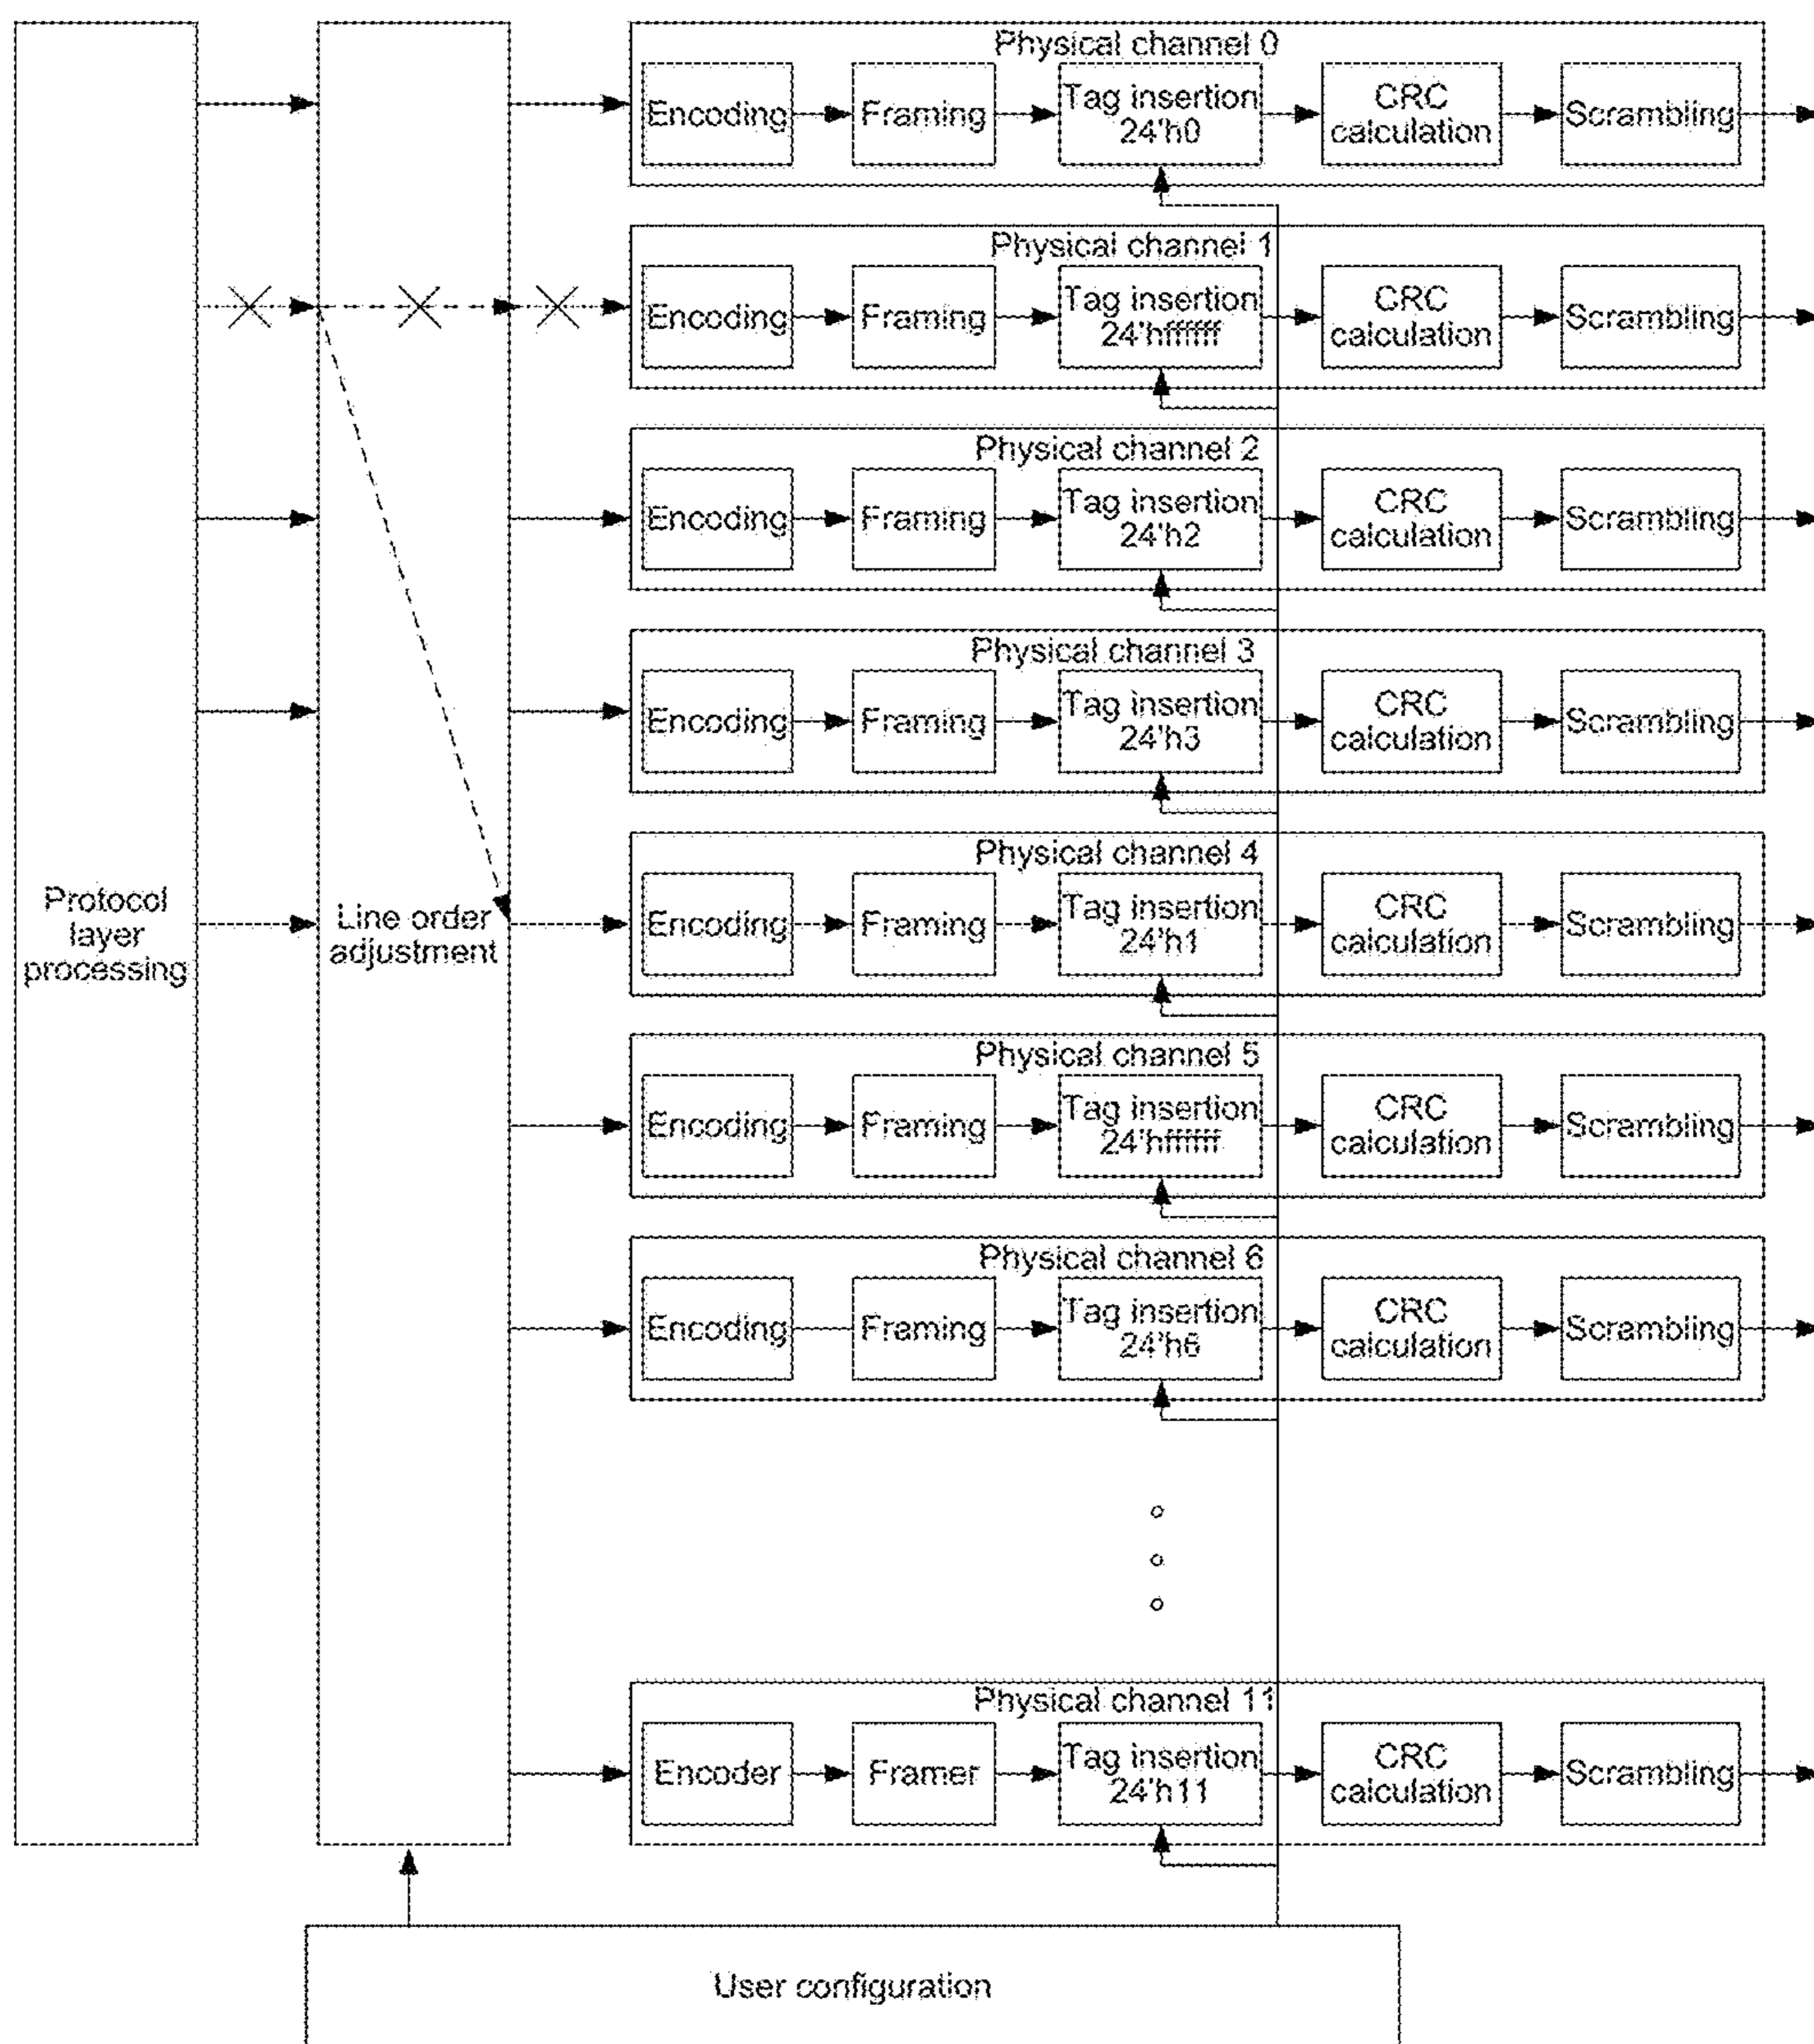 Physical channel 0
Encoding
Framing
Tag insertion
24'h0
CRC
calculation
Scrambling
Physical channel 1
Encoding
Framing
Tag insertion
24'hffffff
CRC
calculation
Scrambling
Physical channel 2
Encoding
Framing
Tag insertion
24'h2
CRC
calculation
Scrambling
Physical channel 3
Encoding
Framing
Tag insertion
24'h3
CRC
calculation
Scrambling
Protocol
layer
processing
Line order
adjustment
Physical channel 4
Encoding
Framing
Tag insertion
24'h1
CRC
calculation
Scrambling
Physical channel 5
Encoding
Framing
Tag insertion
24'hffffff
CRC
calculation
Scrambling
Physical channel 6
Encoding
Framing
Tag insertion
24'h6
CRC
calculation
Scrambling
Physical channel 11
Encoder
Framer
Tag insertion
24'h11
CRC
calculation
Scrambling
User configuration